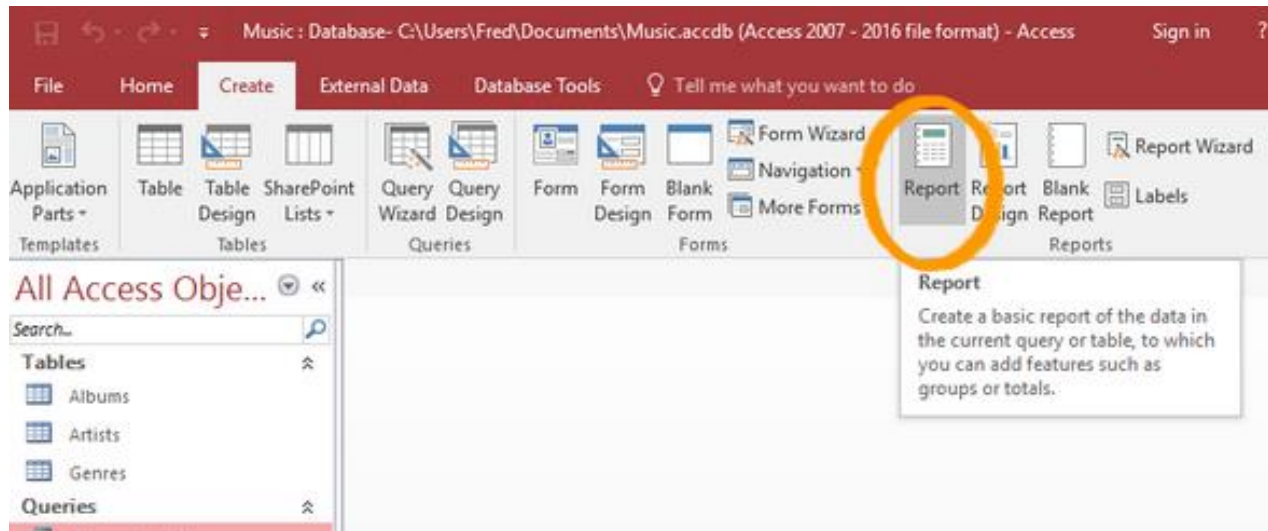 Music : Database- C:\Users\Fred\Documents\Music.accdb (Access 2007 - 2016 file format) - Access Sign in ?
File Home Create External Data Database Tools Tell me what you want to do
Application Parts
Table
Table Design
SharePoint Lists
Query Wizard
Query Design
Form
Form Design
Blank Form
Form Wizard
Navigation
More Forms
Report
Report Design
Blank Report
Report Wizard
Labels
Templates Tables Queries Forms Reports
All Access Obje...
Search...
Tables
Albums
Artists
Genres
Queries
Report
Create a basic report of the data in
the current query or table, to which
you can add features such as
groups or totals.